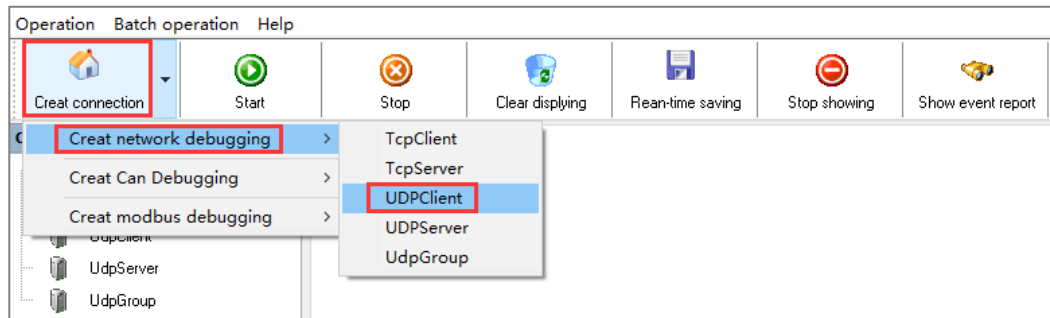 Operation Batch operation Help
Creat connection Start Stop Clear displying Rean-time saving Stop showing Show event report
Creat network debugging
Creat Can Debugging
Creat modbus debugging
TcpClient
TcpServer
UDPClient
UDPServer
UdpGroup
UdpClient
UdpServer
UdpGroup